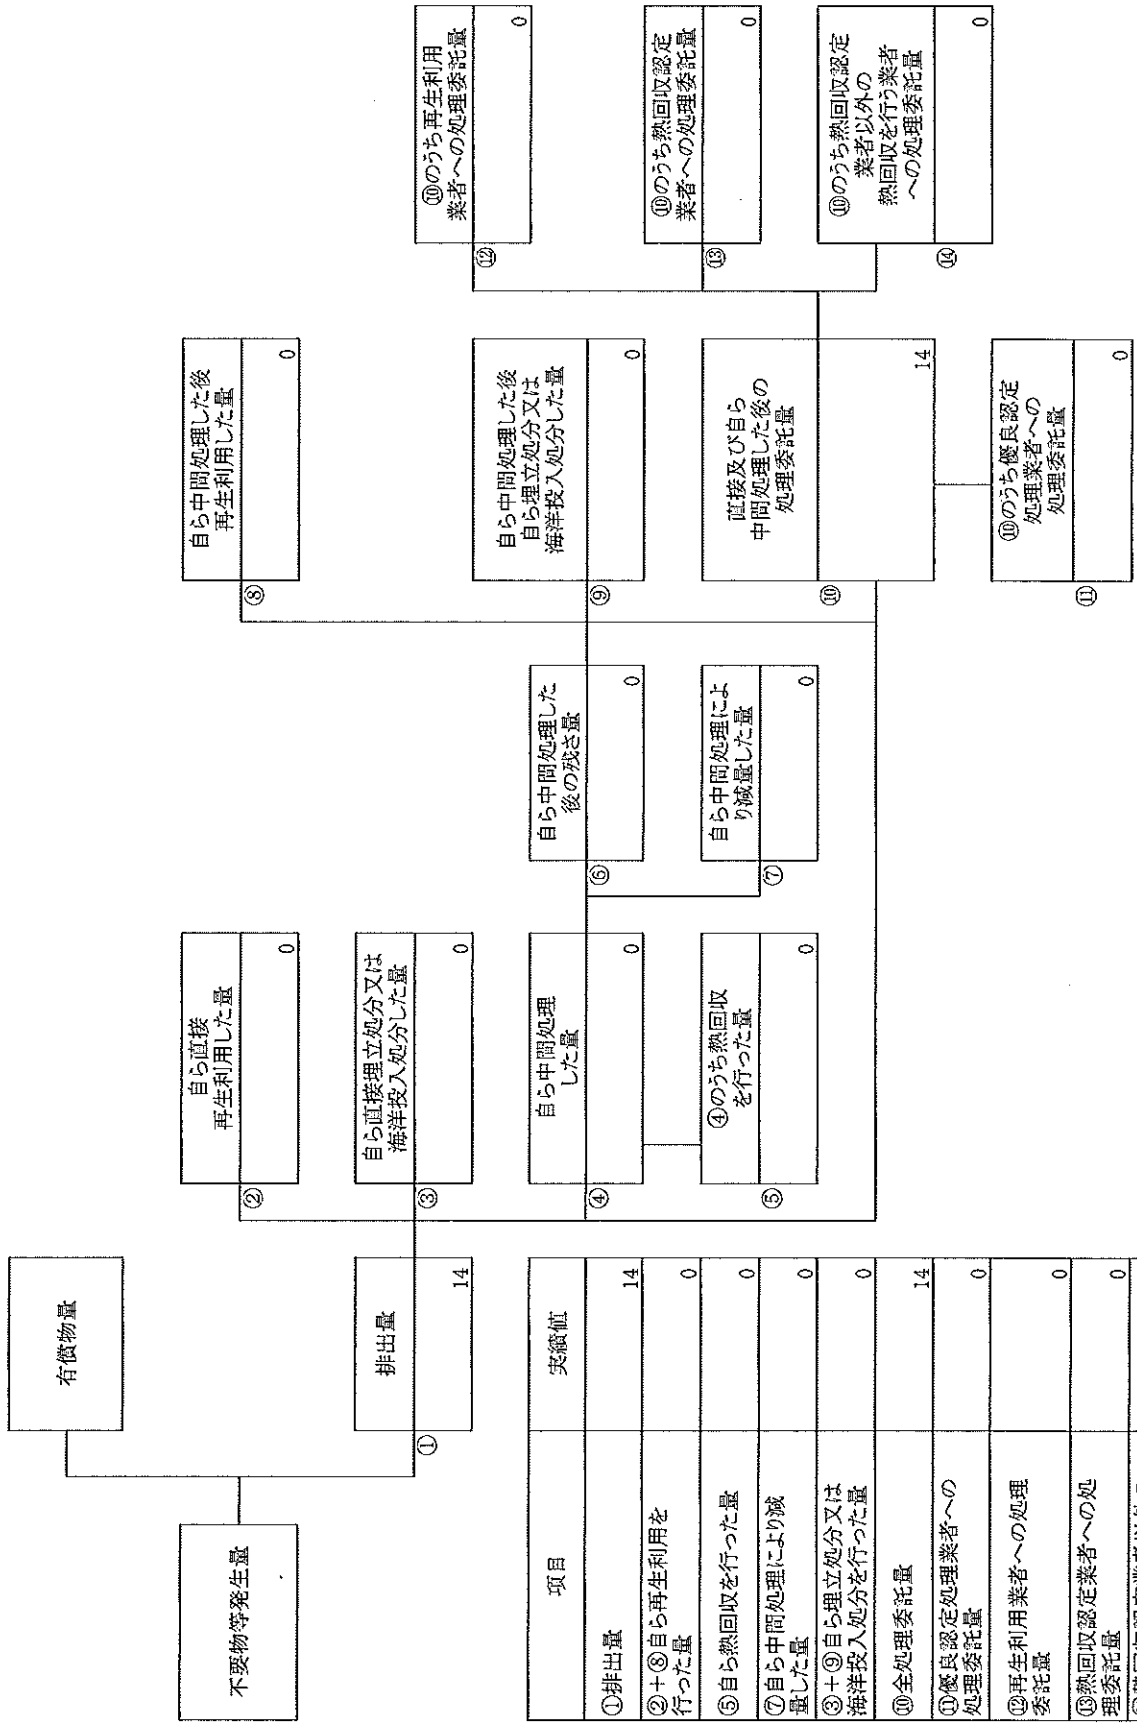 不要物等発生量
有償物量
①
排出量
14
②
自ら直接
再生利用した量
0
③
自ら直接埋立処分又は
海洋投入処分した量
0
④
自ら中間処理
した量
0
⑤
④のうち熱回収
を行った量
0
⑥
自ら中間処理した
後の残さ量
0
⑦
自ら中間処理によ
り減量した量
0
⑧
自ら中間処理した後
再生利用した量
0
⑨
自ら中間処理した後
自ら埋立処分又は
海洋投入処分した量
0
⑩
直接及び自ら
中間処理した後の
処理委託量
14
⑪
⑩のうち優良認定
処理業者への
処理委託量
0
⑫
⑩のうち再生利用
業者への処理委託量
0
⑬
⑩のうち熱回収認定
業者への処理委託量
0
⑭
⑩のうち熱回収認定
業者以外の
熱回収を行う業者
への処理委託量
0
項目
実績値
①排出量
14
②+⑧自ら再生利用を
行った量
0
⑤自ら熱回収を行った量
0
⑦自ら中間処理により減
量した量
0
③+⑨自ら埋立処分又は
海洋投入処分を行った量
0
⑩全処理委託量
14
⑪優良認定処理業者への
処理委託量
0
⑫再生利用業者への処理
委託量
0
⑬熱回収認定業者への処
理委託量
0